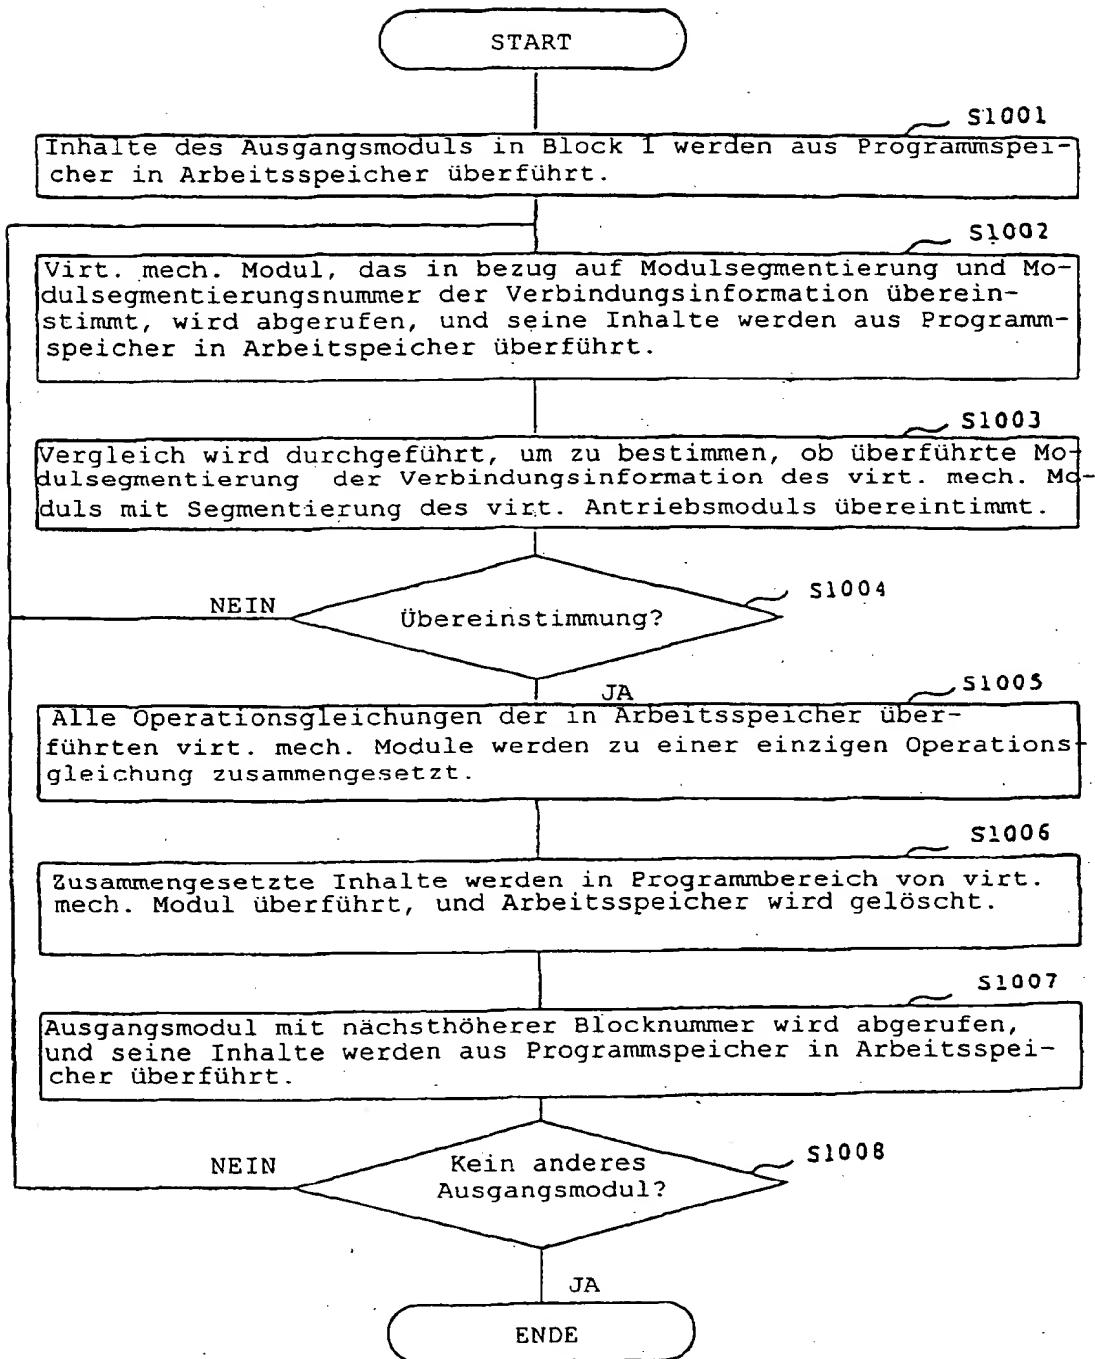 START
S1001
Inhalte des Ausgangsmoduls in Block 1 werden aus Programmspei-
cher in Arbeitsspeicher überführt.
S1002
Virt. mech. Modul, das in bezug auf Modulsegmentierung und Mo-
dulsegmentierungsnummer der Verbindungsinformation überein-
stimmt, wird abgerufen, und seine Inhalte werden aus Programm-
speicher in Arbeitspeicher überführt.
S1003
Vergleich wird durchgeführt, um zu bestimmen, ob überführte Mo-
dulsegmentierung der Verbindungsinformation des virt. mech. Mo-
duls mit Segmentierung des virt. Antriebsmoduls übereintimmt.
S1004
NEIN
Übereinstimmung?
JA
S1005
Alle Operationsgleichungen der in Arbeitsspeicher über-
führten virt. mech. Module werden zu einer einzigen Operations-
gleichung zusammengesetzt.
S1006
Zusammengesetzte Inhalte werden in Programmbereich von virt.
mech. Modul überführt, und Arbeitsspeicher wird gelöscht.
S1007
Ausgangsmodul mit nächsthöherer Blocknummer wird abgerufen,
und seine Inhalte werden aus Programmspeicher in Arbeitsspei-
cher überführt.
S1008
NEIN
Kein anderes
Ausgangsmodul?
JA
ENDE